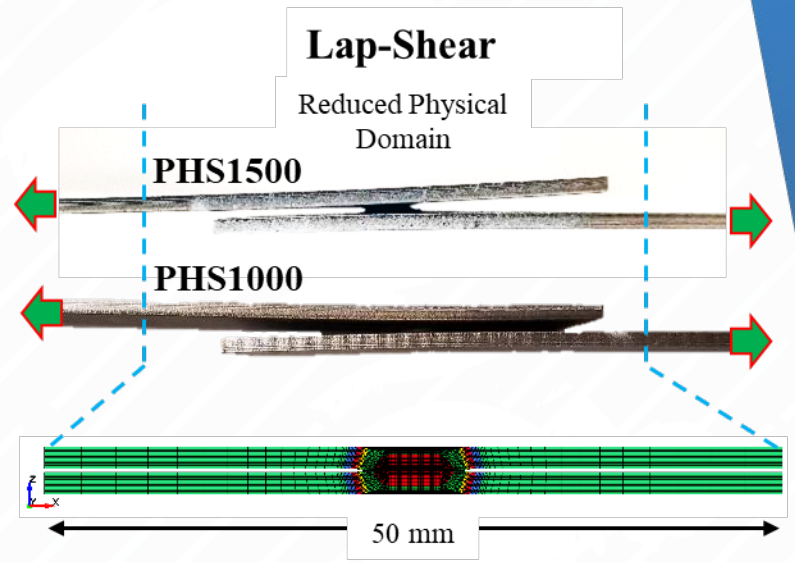 Lap-Shear
Reduced Physical
Domain
PHS1500
PHS1000
Z
Y
X
50 mm